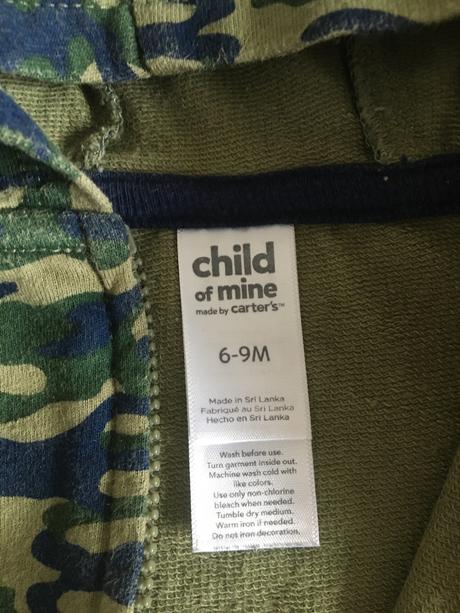 child
of mine
made by carter's™
6-9M
Made in Sri Lanka
Fabriqué au Sri Lanka
Hecho en Sri Lanka
Wash before use.
Turn garment inside out.
Machine wash cold with
like colors.
Use only non-chlorine
bleach when needed.
Tumble dry medium.
Warm iron if needed.
Do not iron decoration.